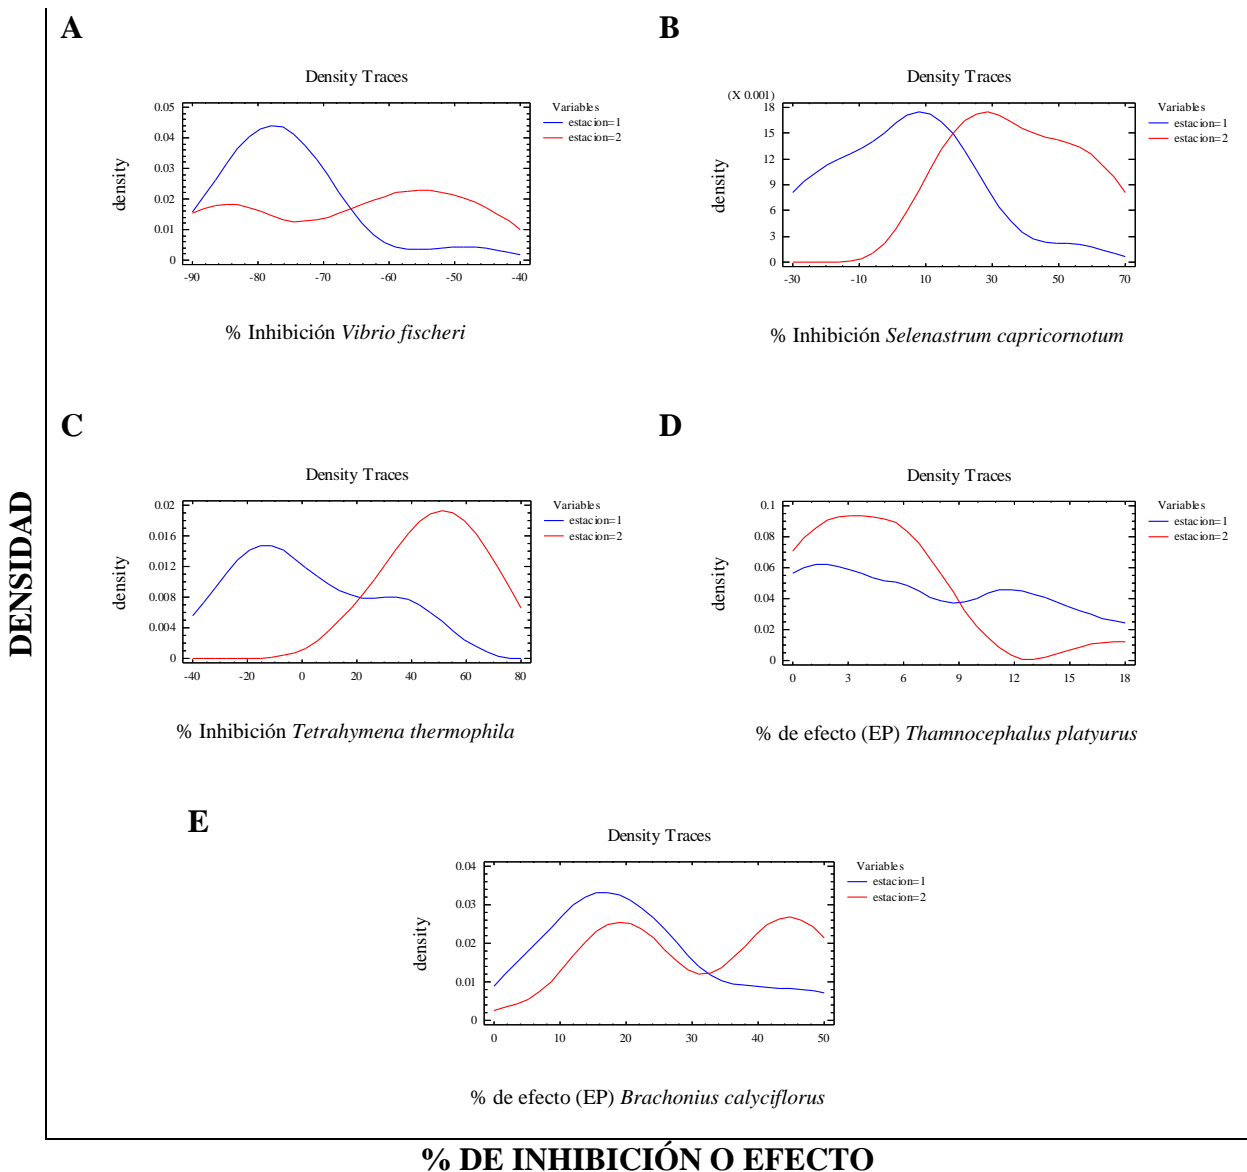 A
Density Traces
Variables
estacion=1
estacion=2
0.05
0.04
0.03
0.02
0.01
0
density
-90 -80 -70 -60 -50 -40
% Inhibición Vibrio fischeri
B
Density Traces
(X 0.001)
Variables
estacion=1
estacion=2
18
15
12
9
6
3
0
density
-30 -10 10 30 50 70
% Inhibición Selenastrum capricornotum
C
Density Traces
Variables
estacion=1
estacion=2
0.02
0.016
0.012
0.008
0.004
0
density
-40 -20 0 20 40 60 80
% Inhibición Tetrahymena thermophila
D
Density Traces
Variables
estacion=1
estacion=2
0.1
0.08
0.06
0.04
0.02
0
density
0 3 6 9 12 15 18
% de efecto (EP) Thamnocephalus platyurus
E
Density Traces
Variables
estacion=1
estacion=2
0.04
0.03
0.02
0.01
0
density
0 10 20 30 40 50
% de efecto (EP) Brachonius calyciflorus
DENSIDAD
% DE INHIBICIÓN O EFECTO